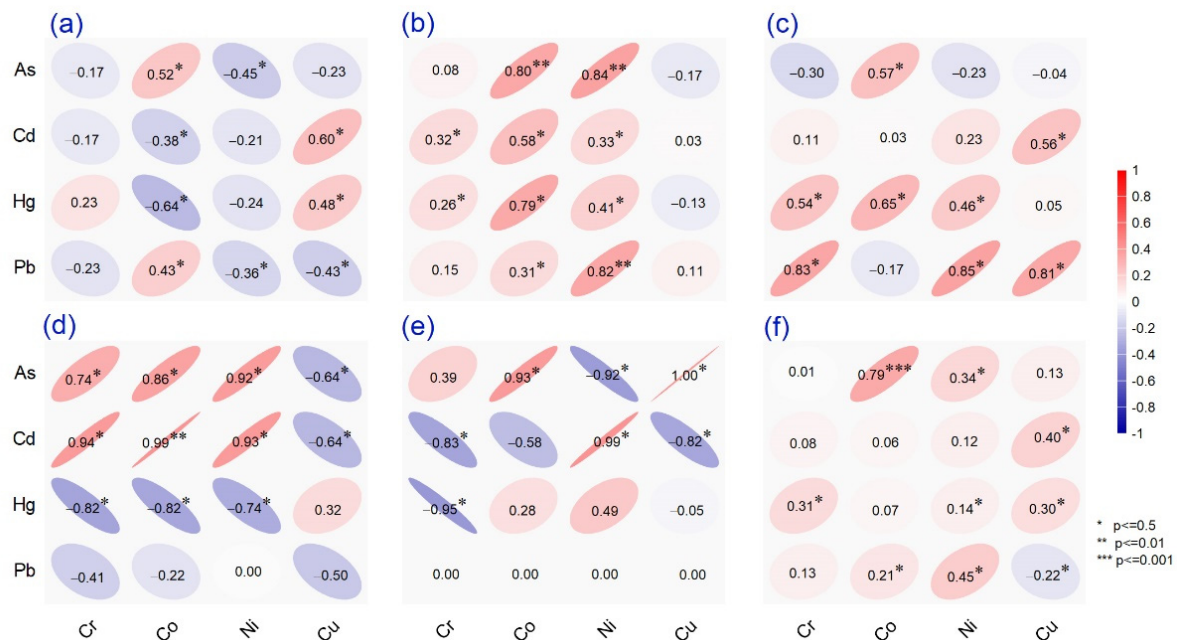 (a) (b) (c)
As −0.17 0.52* −0.45* −0.23 0.08 0.80** 0.84** −0.17 −0.30 0.57* −0.23 −0.04
Cd −0.17 −0.38* −0.21 0.60* 0.32* 0.58* 0.33* 0.03 0.11 0.03 0.23 0.56*
Hg 0.23 −0.64* −0.24 0.48* 0.26* 0.79* 0.41* −0.13 0.54* 0.65* 0.46* 0.05
Pb −0.23 0.43* −0.36* −0.43* 0.15 0.31* 0.82** 0.11 0.83* −0.17 0.85* 0.81*
(d) (e) (f)
As 0.74* 0.86* 0.92* −0.64* 0.39 0.93* −0.92* 1.00* 0.01 0.79*** 0.34* 0.13
Cd 0.94* 0.99** 0.93* −0.64* −0.83* −0.58 0.99* −0.82* 0.08 0.06 0.12 0.40*
Hg −0.82* −0.82* −0.74* 0.32 −0.95* 0.28 0.49 −0.05 0.31* 0.07 0.14* 0.30*
Pb −0.41 −0.22 0.00 −0.50 0.00 0.00 0.00 0.00 0.13 0.21* 0.45* −0.22*
Cr Co Ni Cu Cr Co Ni Cu Cr Co Ni Cu
1
0.8
0.6
0.4
0.2
0
-0.2
-0.4
-0.6
-0.8
-1
* p<=0.5
** p<=0.01
*** p<=0.001